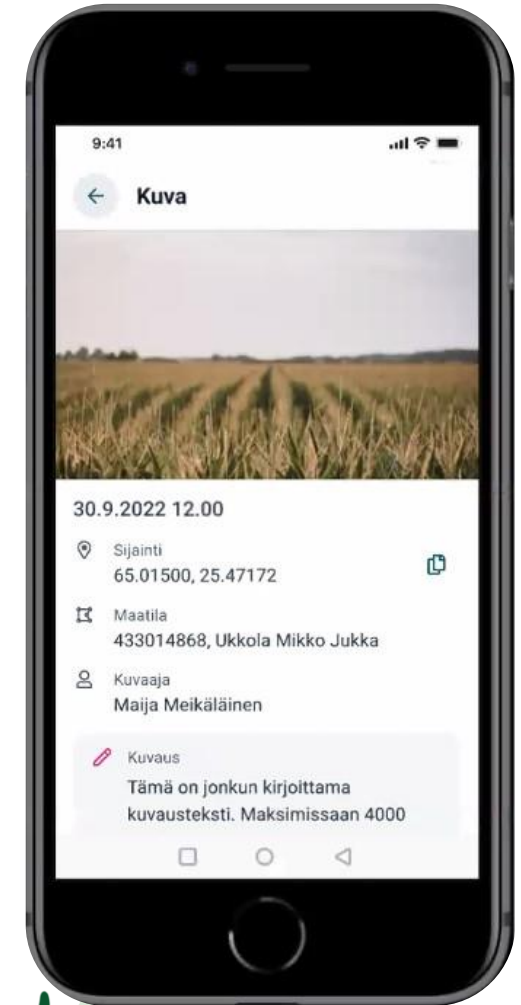 9:41
Kuva
30.9.2022 12.00
Sijainti
65.01500, 25.47172
Maatila
433014868, Ukkola Mikko Jukka
Kuvaaja
Maija Meikäläinen
Kuvaus
Tämä on jonkun kirjoittama
kuvausteksti. Maksimissaan 4000